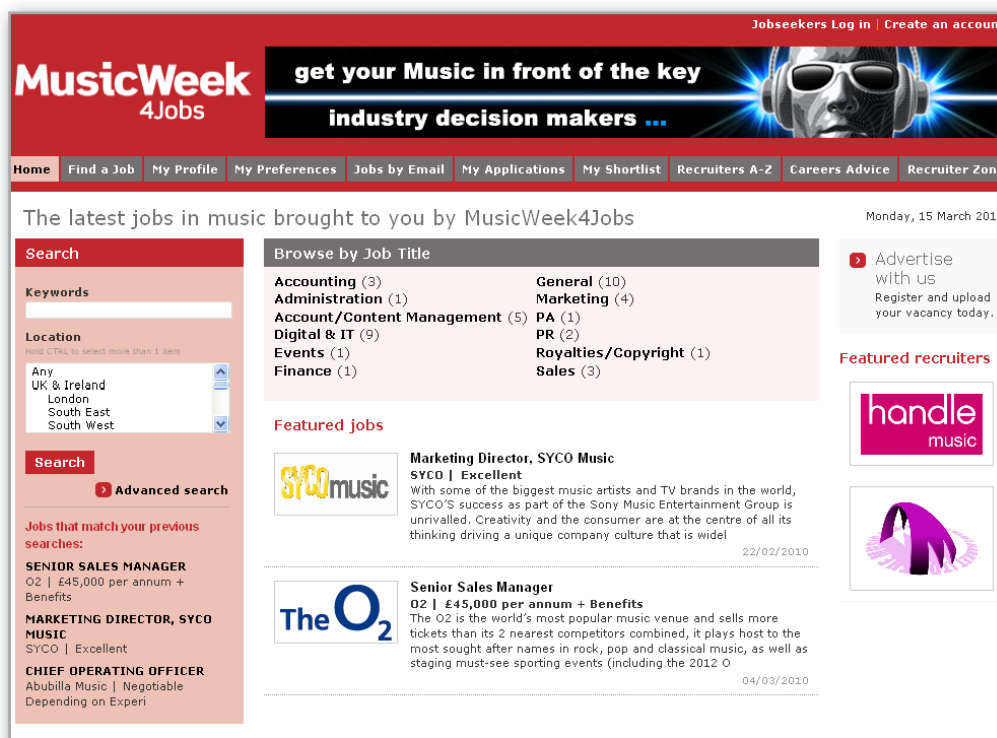 Jobseekers Log in | Create an accoun
MusicWeek
4Jobs
get your Music in front of the key
industry decision makers ...
Home Find a Job My Profile My Preferences Jobs by Email My Applications My Shortlist Recruiters A-Z Careers Advice Recruiter Zon
The latest jobs in music brought to you by MusicWeek4Jobs
Monday, 15 March 201
Search
Keywords
Location
Hold CTRL to select more than 1 item
Any
UK & Ireland
London
South East
South West
Search
Advanced search
Jobs that match your previous
searches:
SENIOR SALES MANAGER
O2 | £45,000 per annum +
Benefits
MARKETING DIRECTOR, SYCO
MUSIC
SYCO | Excellent
CHIEF OPERATING OFFICER
Abubilla Music | Negotiable
Depending on Experi
Browse by Job Title
Accounting (3)
Administration (1)
Account/Content Management (5)
Digital & IT (9)
Events (1)
Finance (1)
General (10)
Marketing (4)
PA (1)
PR (2)
Royalties/Copyright (1)
Sales (3)
Featured jobs
SYCOmusic
Marketing Director, SYCO Music
SYCO | Excellent
With some of the biggest music artists and TV brands in the world,
SYCO'S success as part of the Sony Music Entertainment Group is
unrivalled. Creativity and the consumer are at the centre of all its
thinking driving a unique company culture that is widel
22/02/2010
The O2
Senior Sales Manager
O2 | £45,000 per annum + Benefits
The O2 is the world's most popular music venue and sells more
tickets than its 2 nearest competitors combined, it plays host to the
most sought after names in rock, pop and classical music, as well as
staging must-see sporting events (including the 2012 O
04/03/2010
Advertise
with us
Register and upload
your vacancy today.
Featured recruiters
handle
music